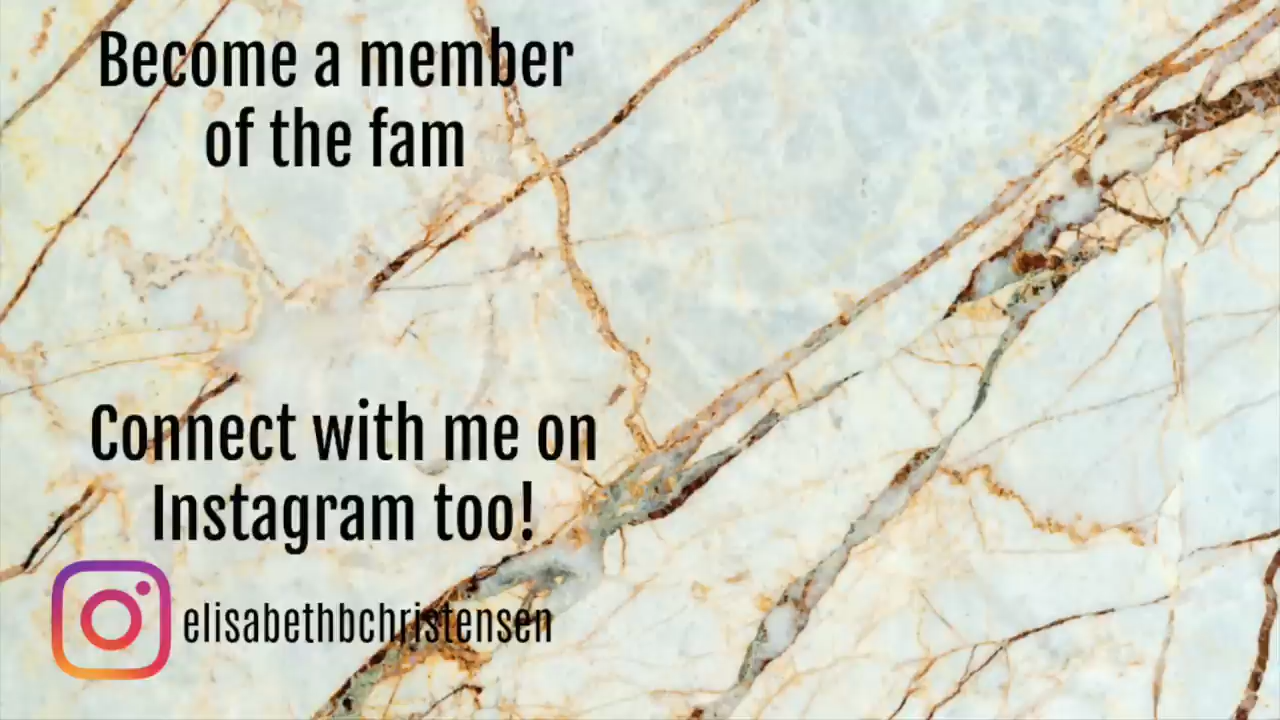 Become a member
of the fam
Connect with me on
Instagram too!
elisabethbchristensen